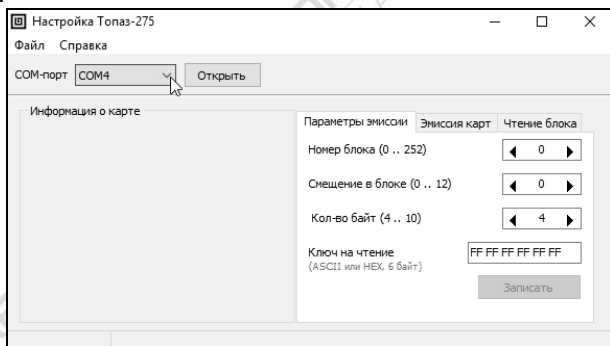 Настройка Топаз-275
Файл Справка
COM-порт COM4 Открыть
Информация о карте
Параметры эмиссии Эмиссия карт Чтение блока
Номер блока (0 .. 252) 0
Смещение в блоке (0 .. 12) 0
Кол-во байт (4 .. 10) 4
Ключ на чтение FF FF FF FF FF FF
(ASCII или HEX, 6 байт)
Записать